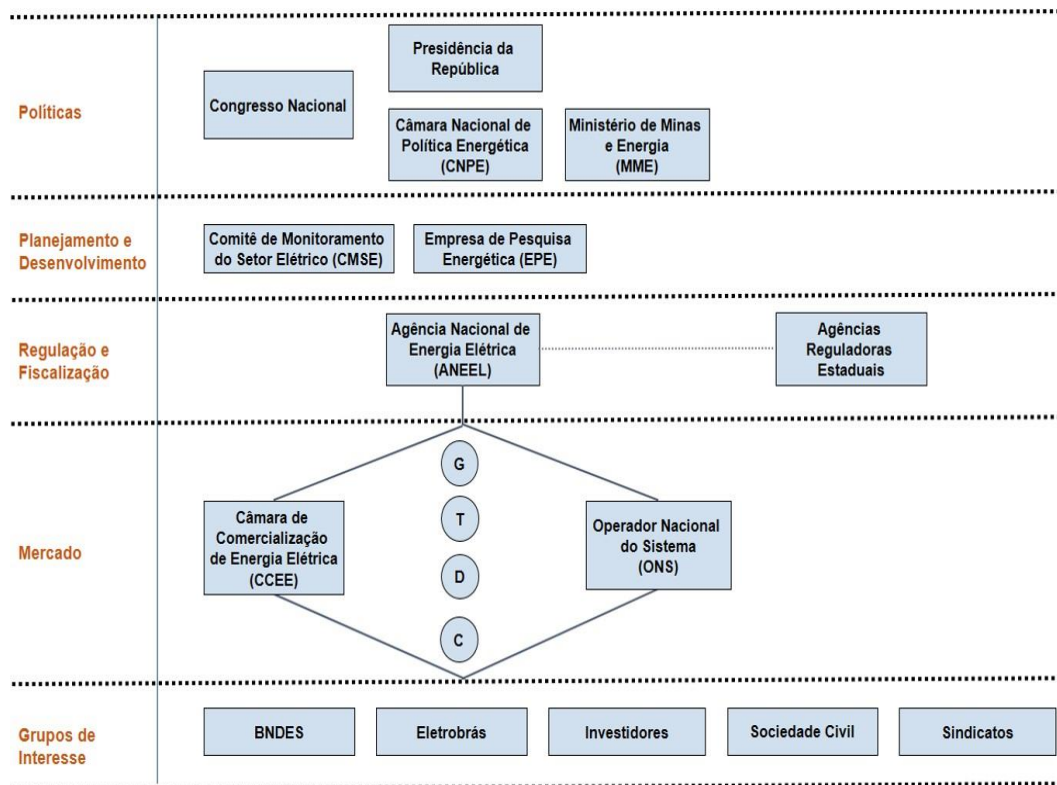 Políticas
Congresso Nacional
Presidência da
República
Câmara Nacional de
Política Energética
(CNPE)
Ministério de Minas
e Energia
(MME)
Planejamento e
Desenvolvimento
Comitê de Monitoramento
do Setor Elétrico (CMSE)
Empresa de Pesquisa
Energética (EPE)
Regulação e
Fiscalização
Agência Nacional de
Energia Elétrica
(ANEEL)
Agências
Reguladoras
Estaduais
Mercado
Câmara de
Comercialização
de Energia Elétrica
(CCEE)
G
T
D
C
Operador Nacional
do Sistema
(ONS)
Grupos de
Interesse
BNDES
Eletrobrás
Investidores
Sociedade Civil
Sindicatos